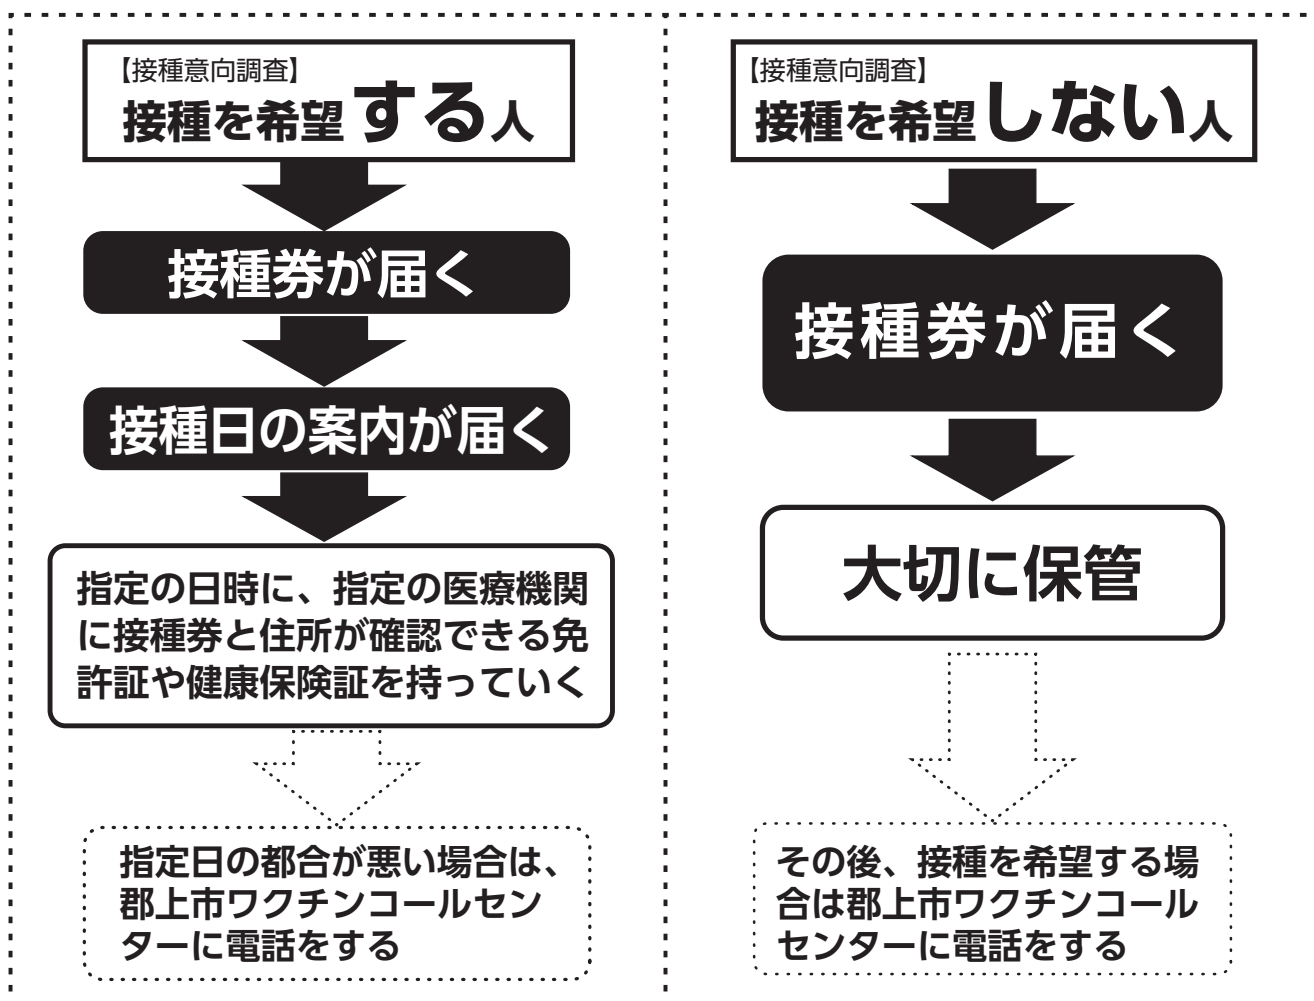 【接種意向調査】
接種を希望する人
接種券が届く
接種日の案内が届く
指定の日時に、指定の医療機関
に接種券と住所が確認できる免
許証や健康保険証を持っていく
指定日の都合が悪い場合は、
郡上市ワクチンコールセン
ターに電話をする
【接種意向調査】
接種を希望しない人
接種券が届く
大切に保管
その後、接種を希望する場
合は郡上市ワクチンコール
センターに電話をする